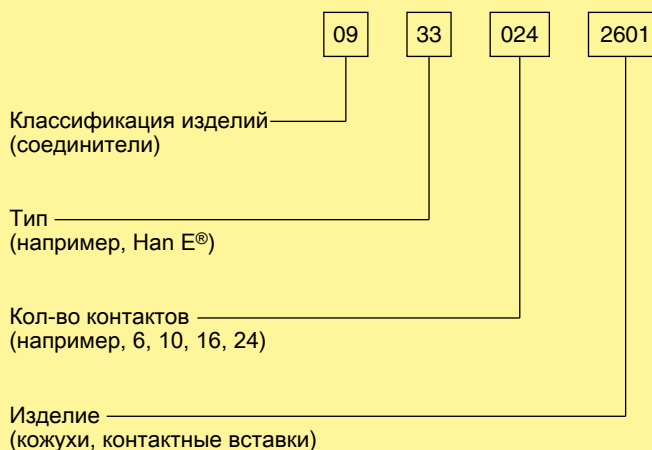 09 33 024 2601
Классификация изделий
(соединители)
Тип
(например, Han E®)
Кол-во контактов
(например, 6, 10, 16, 24)
Изделие
(кожухи, контактные вставки)